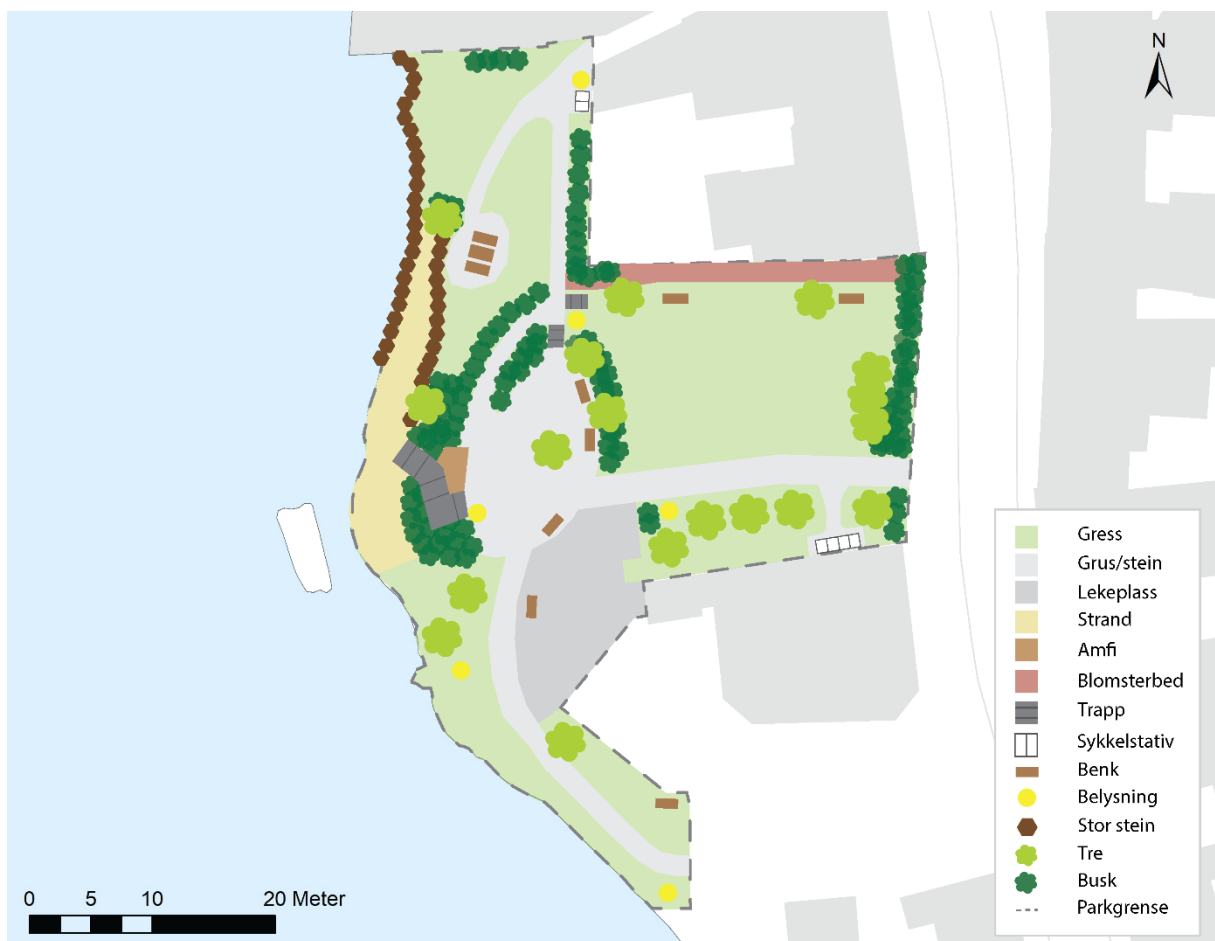 N
Gress
Grus/stein
Lekeplass
Strand
Amfi
Blomsterbed
Trapp
Sykkelstativ
Benk
Belysning
Stor stein
Tre
Busk
Parkgrense
0 5 10 20 Meter